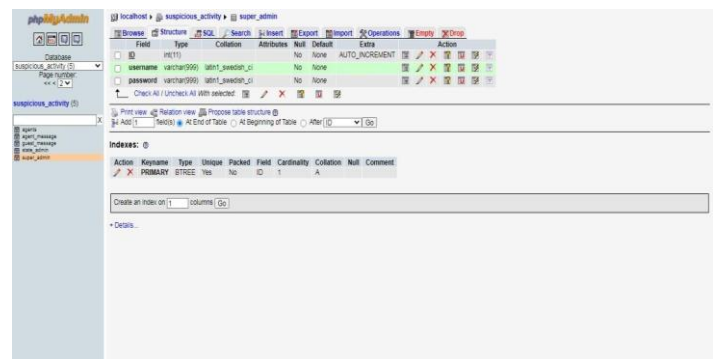 phpMyAdmin
Database
suspicious_activity (5)
Page number:
<< < 2
suspicious_activity (5)
X
agents
agent_message
guest_message
state_admin
super_admin
localhost ▸ suspicious_activity ▸ super_admin
Browse Structure SQL Search Insert Export Import Operations Empty Drop
Field Type Collation Attributes Null Default Extra Action
ID int(11) No None AUTO_INCREMENT
username varchar(999) latin1_swedish_ci No None
password varchar(999) latin1_swedish_ci No None
Check All / Uncheck All With selected:
Print view Relation view Propose table structure
Add 1 field(s) At End of Table At Beginning of Table After ID Go
Indexes:
Action Keyname Type Unique Packed Field Cardinality Collation Null Comment
PRIMARY BTREE Yes No ID 1 A
Create an index on 1 columns Go
+ Details...